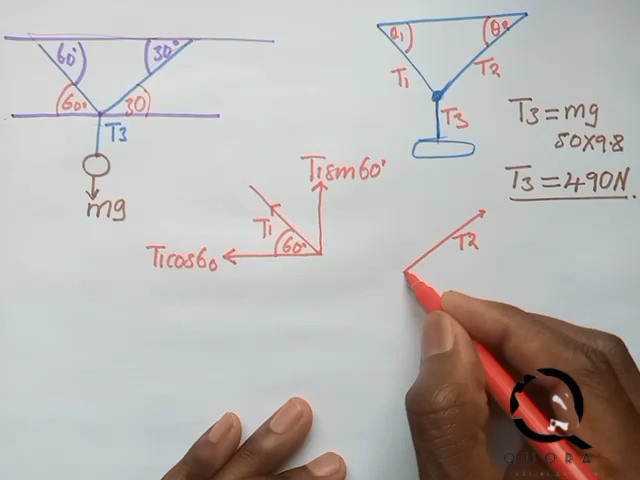 60°
30°
60°
30
T3
mg
θ1
θ2
T1
T2
T3
T3 = mg
50×9.8
T3 = 490N.
T1sin60°
T1
60°
T1cos60
T2
QUORA